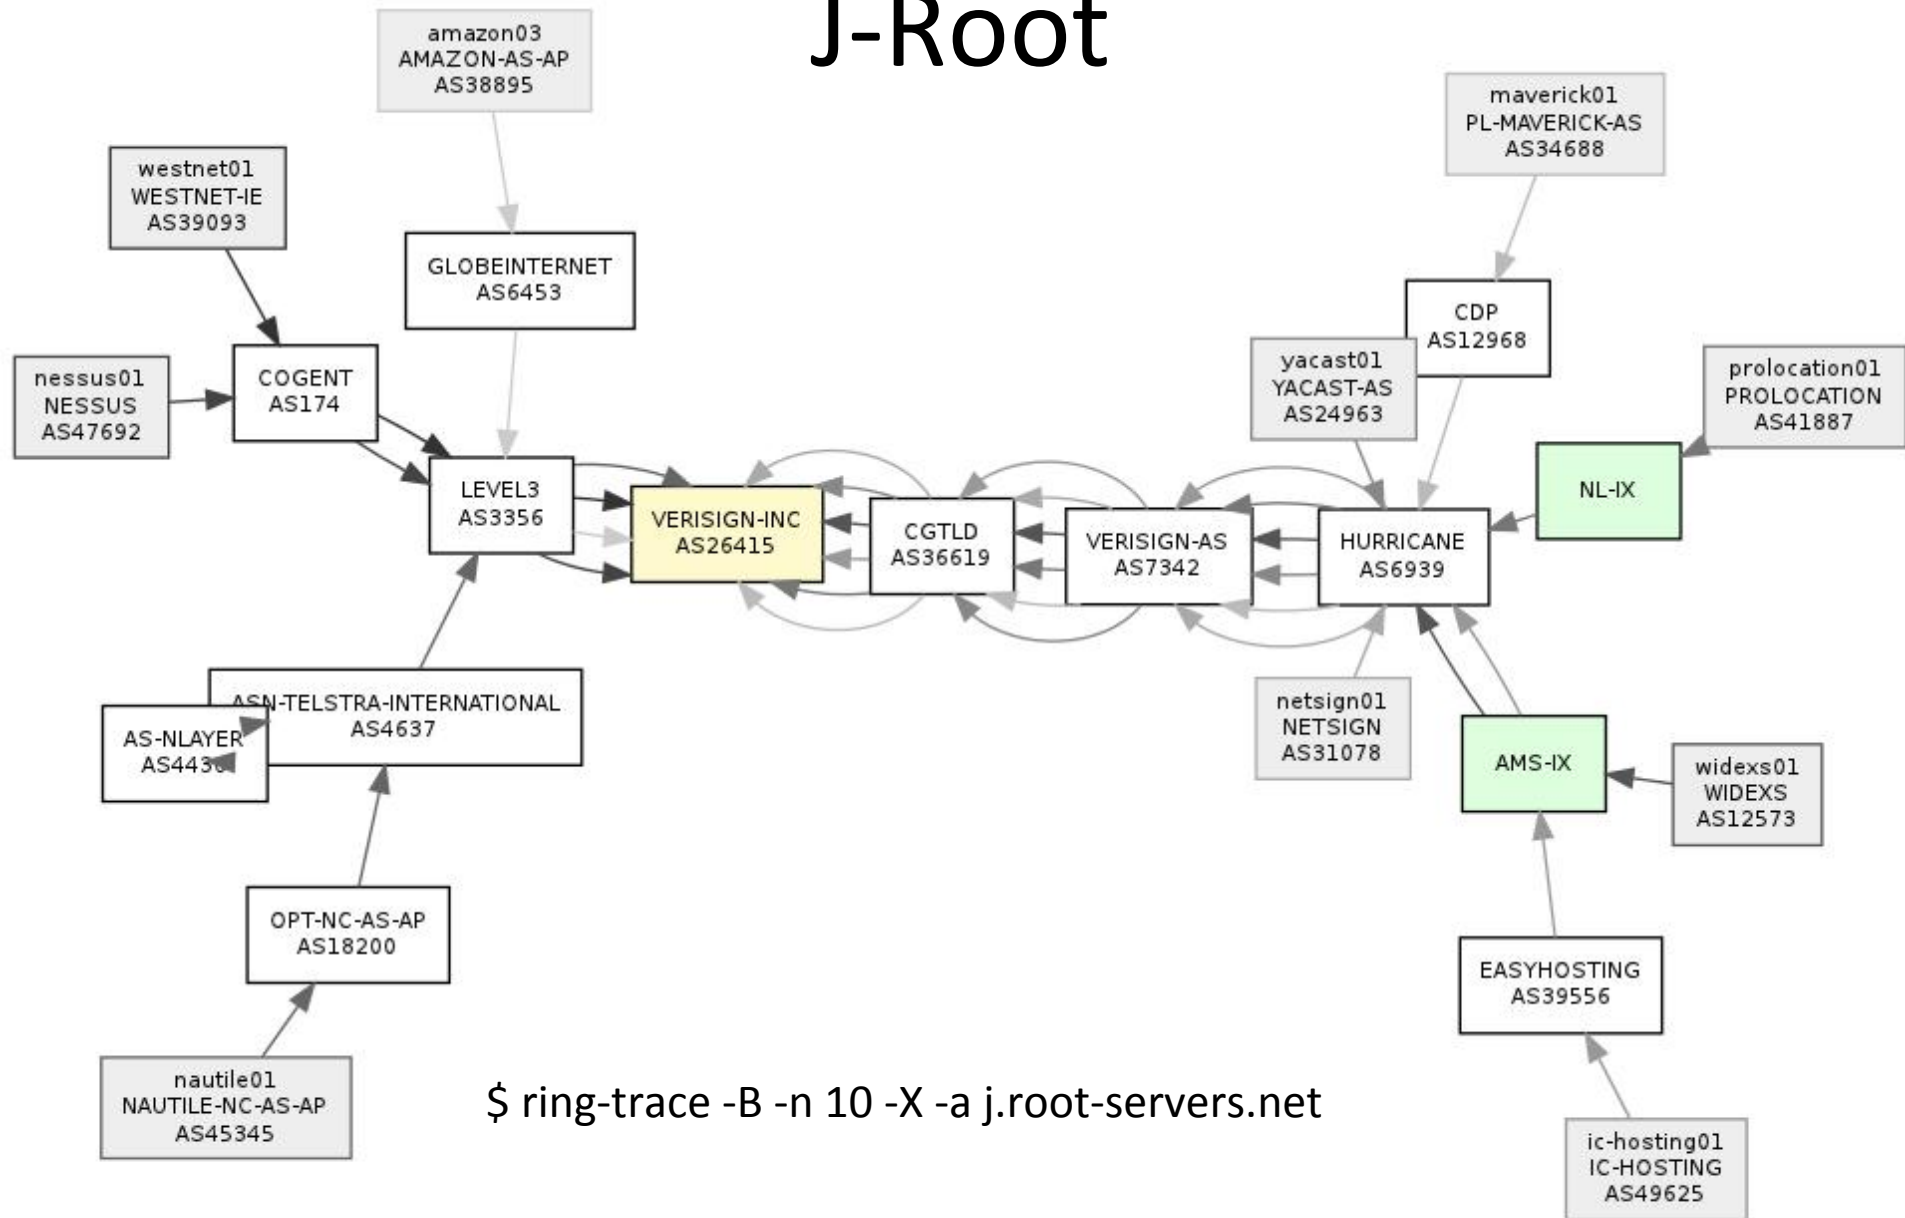 J-Root
amazon03
AMAZON-AS-AP
AS38895
maverick01
PL-MAVERICK-AS
AS34688
westnet01
WESTNET-IE
AS39093
GLOBEINTERNET
AS6453
CDP
AS12968
nessus01
NESSUS
AS47692
COGENT
AS174
yacast01
YACAST-AS
AS24963
prolocation01
PROLOCATION
AS41887
LEVEL3
AS3356
VERISIGN-INC
AS26415
CGTLD
AS36619
VERISIGN-AS
AS7342
HURRICANE
AS6939
NL-IX
ASN-TELSTRA-INTERNATIONAL
AS4637
AS-NLAYER
netsign01
NETSIGN
AS31078
AMS-IX
widexs01
WIDEXS
AS12573
OPT-NC-AS-AP
AS18200
EASYHOSTING
AS39556
nautile01
NAUTILE-NC-AS-AP
AS45345
$ ring-trace -B -n 10 -X -a j.root-servers.net
ic-hosting01
IC-HOSTING
AS49625